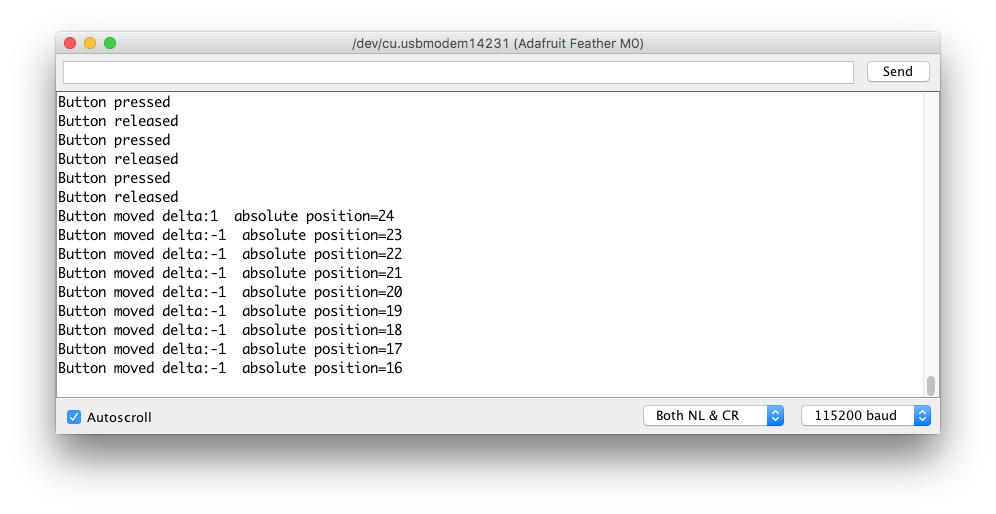 /dev/cu.usbmodem14231 (Adafruit Feather M0)
Send
Button pressed
Button released
Button pressed
Button released
Button pressed
Button released
Button moved delta:1  absolute position=24
Button moved delta:-1  absolute position=23
Button moved delta:-1  absolute position=22
Button moved delta:-1  absolute position=21
Button moved delta:-1  absolute position=20
Button moved delta:-1  absolute position=19
Button moved delta:-1  absolute position=18
Button moved delta:-1  absolute position=17
Button moved delta:-1  absolute position=16
Autoscroll
Both NL & CR
115200 baud